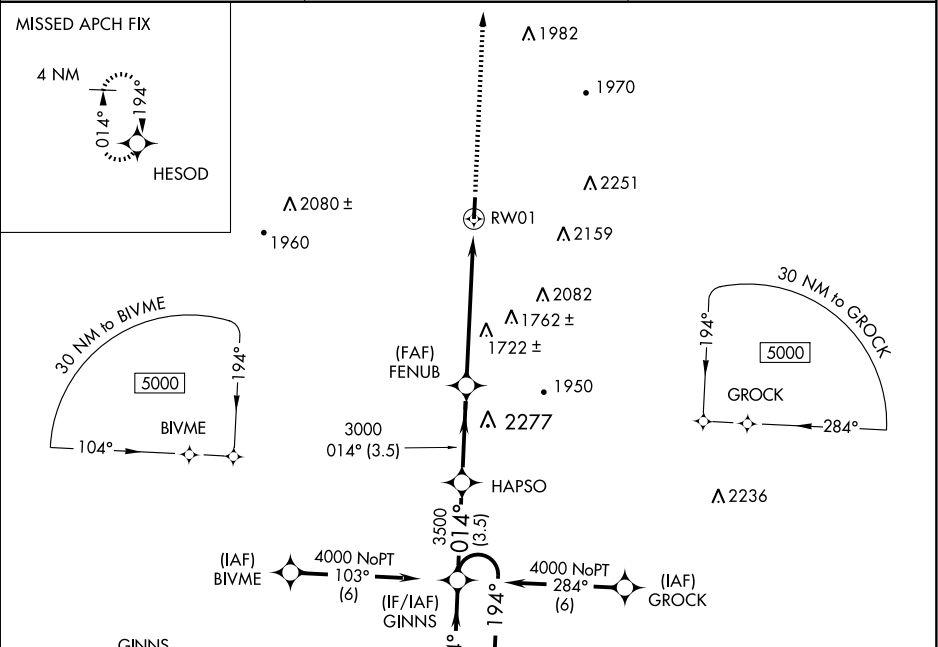 MISSED APCH FIX
4 NM
014°
194°
HESOD
1982
1970
2251
2080 ±
1960
RW01
2159
2082
1762 ±
1722 ±
30 NM to BIVME
194°
5000
BIVME
104°
30 NM to GROCK
194°
5000
GROCK
284°
(FAF)
FENUB
1950
2277
3000
014° (3.5)
HAPSO
2236
3500
014°
(3.5)
(IAF)
BIVME
4000 NoPT
103°
(6)
(IF/IAF)
GINNS
194°
4000 NoPT
284°
(6)
(IAF)
GROCK
GINNS